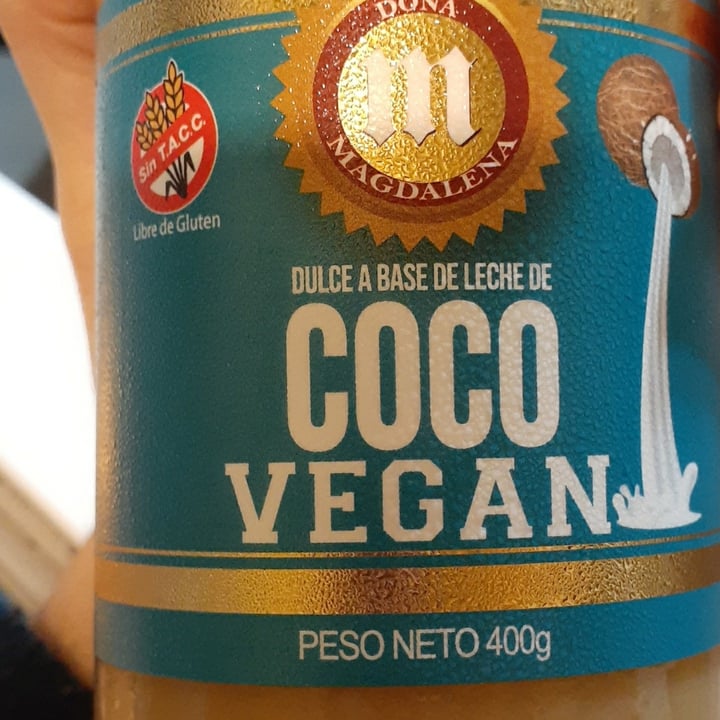 DOÑA
m
MAGDALENA
Sin T.A.C.C.
Libre de Gluten
DULCE A BASE DE LECHE DE
COCO
VEGAN
PESO NETO 400g